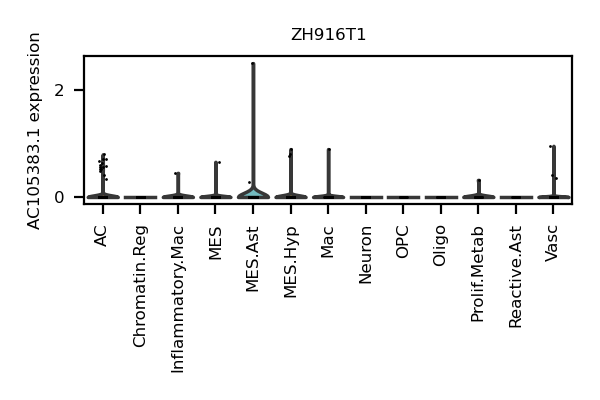 ZH916T1
AC105383.1 expression
2
0
AC
Chromatin.Reg
Inflammatory.Mac
MES
MES.Ast
MES.Hyp
Mac
Neuron
OPC
Oligo
Prolif.Metab
Reactive.Ast
Vasc